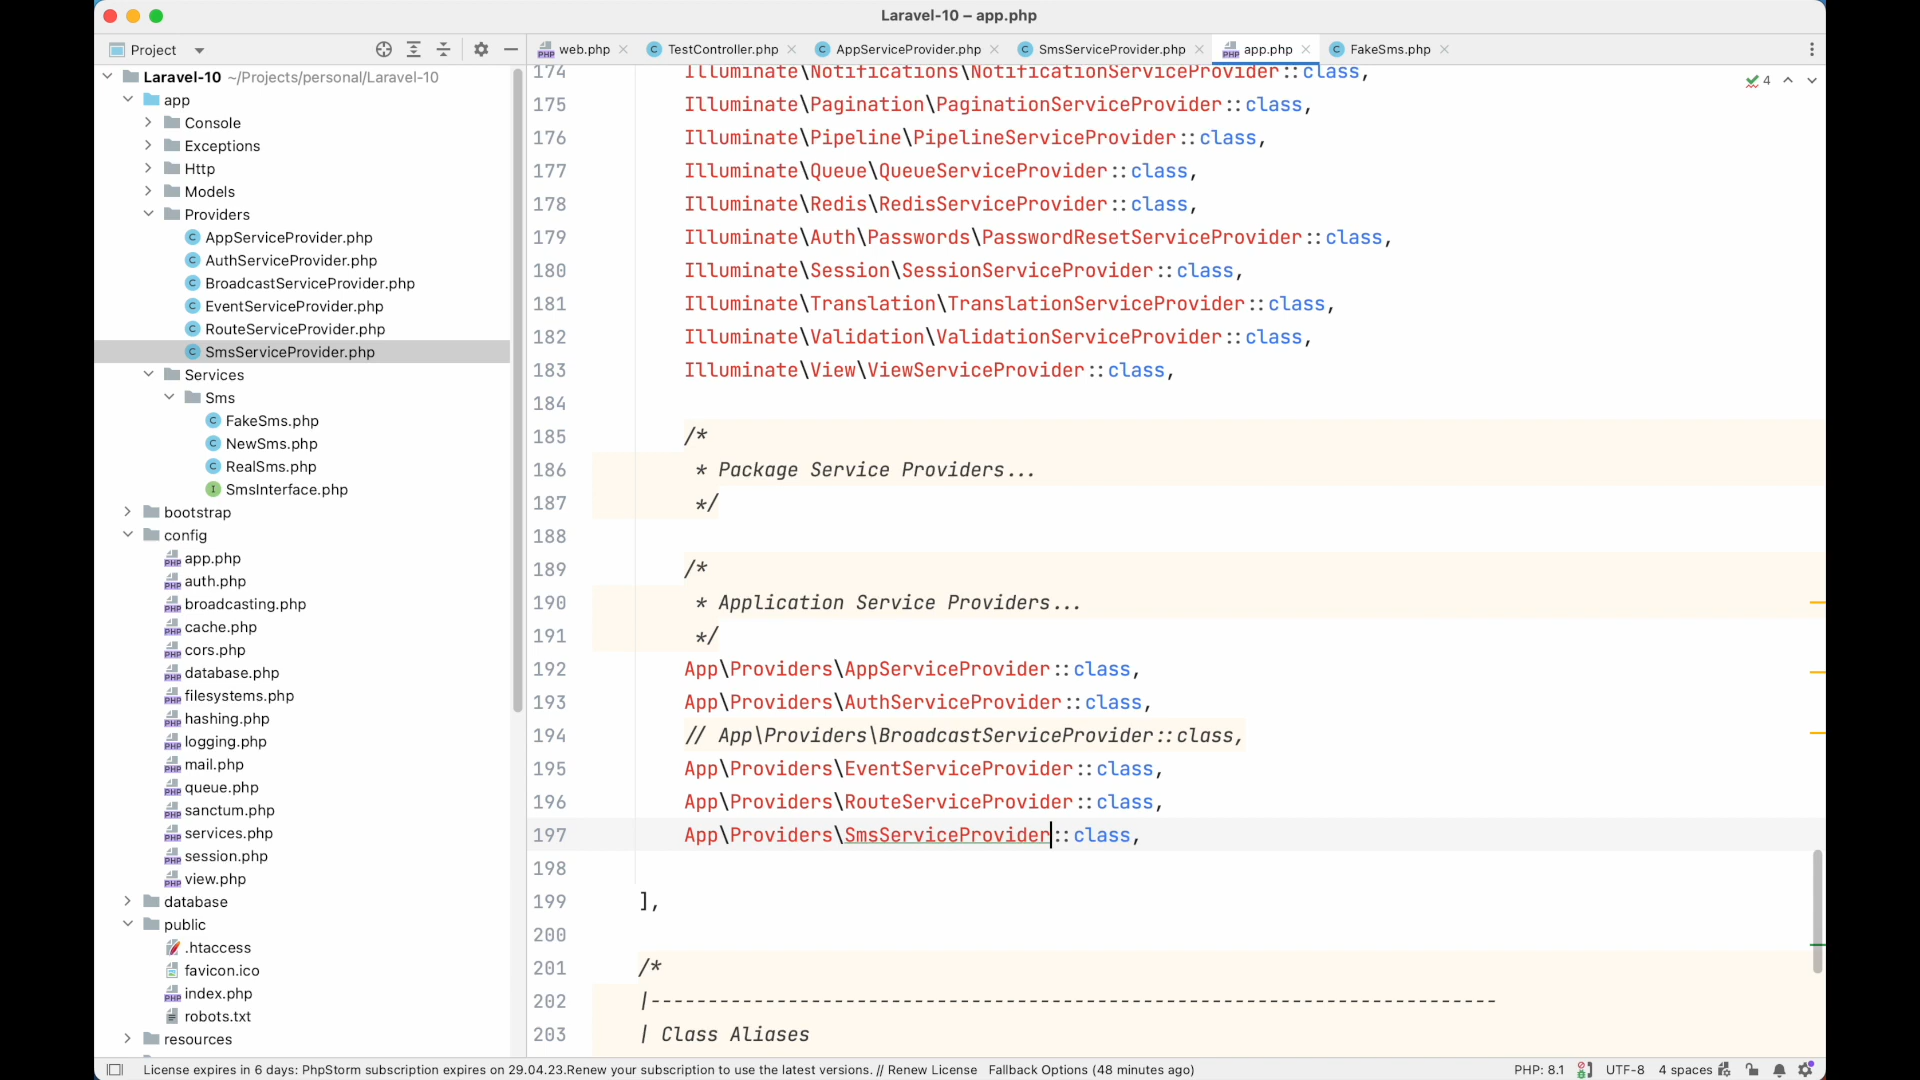 Laravel-10 – app.php
Project
web.php
TestController.php
AppServiceProvider.php
SmsServiceProvider.php
app.php
FakeSms.php
Laravel-10 ~/Projects/personal/Laravel-10
app
Console
Exceptions
Http
Models
Providers
AppServiceProvider.php
AuthServiceProvider.php
BroadcastServiceProvider.php
EventServiceProvider.php
RouteServiceProvider.php
SmsServiceProvider.php
Services
Sms
FakeSms.php
NewSms.php
RealSms.php
SmsInterface.php
bootstrap
config
app.php
auth.php
broadcasting.php
cache.php
cors.php
database.php
filesystems.php
hashing.php
logging.php
mail.php
queue.php
sanctum.php
services.php
session.php
view.php
database
public
.htaccess
favicon.ico
index.php
robots.txt
resources
4
174 Illuminate\Notifications\NotificationServiceProvider::class,
175 Illuminate\Pagination\PaginationServiceProvider::class,
176 Illuminate\Pipeline\PipelineServiceProvider::class,
177 Illuminate\Queue\QueueServiceProvider::class,
178 Illuminate\Redis\RedisServiceProvider::class,
179 Illuminate\Auth\Passwords\PasswordResetServiceProvider::class,
180 Illuminate\Session\SessionServiceProvider::class,
181 Illuminate\Translation\TranslationServiceProvider::class,
182 Illuminate\Validation\ValidationServiceProvider::class,
183 Illuminate\View\ViewServiceProvider::class,
184
185 /*
186 * Package Service Providers...
187 */
188
189 /*
190 * Application Service Providers...
191 */
192 App\Providers\AppServiceProvider::class,
193 App\Providers\AuthServiceProvider::class,
194 // App\Providers\BroadcastServiceProvider::class,
195 App\Providers\EventServiceProvider::class,
196 App\Providers\RouteServiceProvider::class,
197 App\Providers\SmsServiceProvider::class,
198
199 ],
200
201 /*
202 |--------------------------------------------------------------------------
203 | Class Aliases
License expires in 6 days: PhpStorm subscription expires on 29.04.23.Renew your subscription to use the latest versions. // Renew License Fallback Options (48 minutes ago)
PHP: 8.1
UTF-8
4 spaces